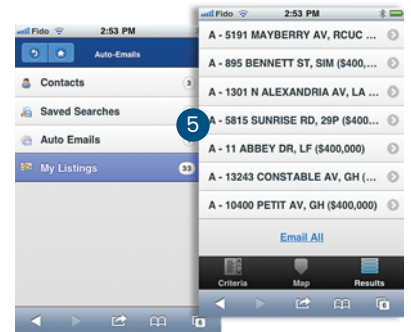 Fido 2:53 PM
Auto-Emails
Contacts 3
Saved Searches
Auto Emails
My Listings 33
6
5
Fido 2:53 PM
A - 5191 MAYBERRY AV, RCUC ...
A - 895 BENNETT ST, SIM ($400,...
A - 1301 N ALEXANDRIA AV, LA ...
A - 5815 SUNRISE RD, 29P ($400...
A - 11 ABBEY DR, LF ($400,000)
A - 13243 CONSTABLE AV, GH (...
A - 10400 PETIT AV, GH ($400,000)
Email All
Criteria Map Results
6